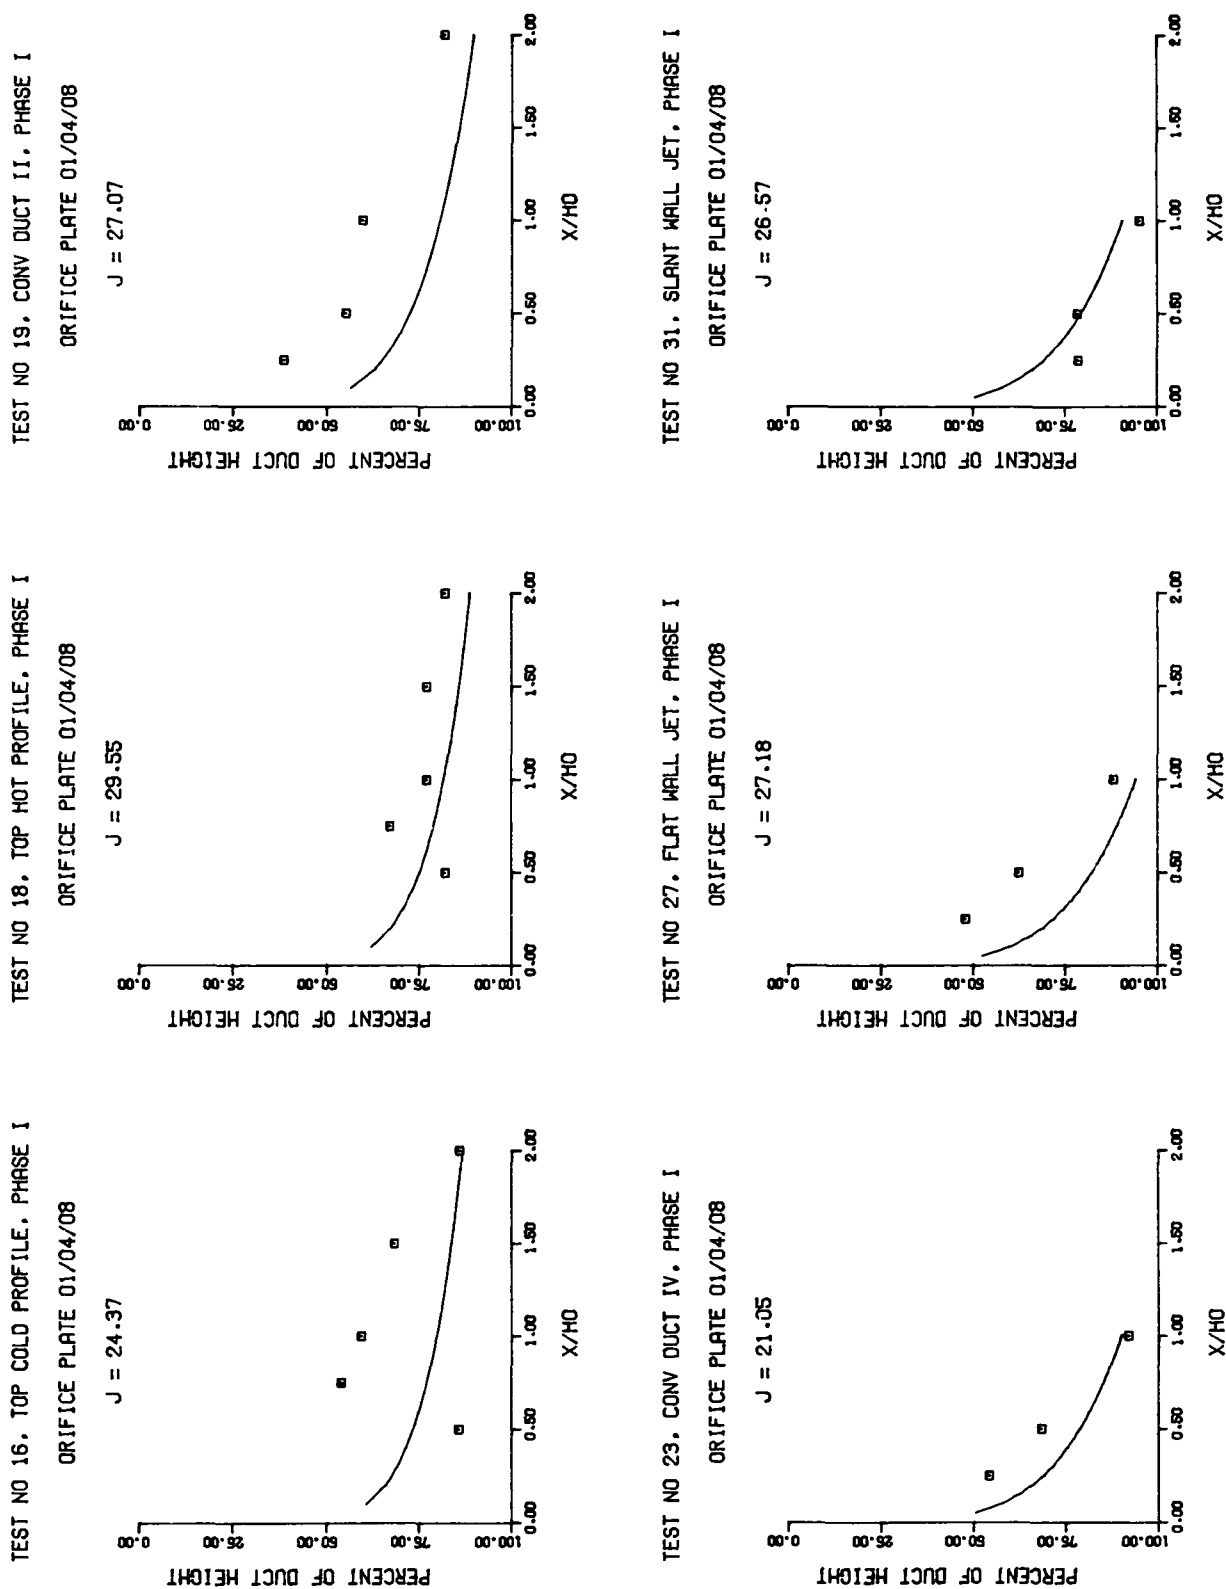 TEST NO 16, TOP COLD PROFILE, PHASE I
ORIFICE PLATE 01/04/08
J = 24.37
PERCENT OF DUCT HEIGHT
0.00
25.00
50.00
75.00
100.00
0.00 0.50 1.00 1.50 2.00
X/HO
TEST NO 18, TOP HOT PROFILE, PHASE I
ORIFICE PLATE 01/04/08
J = 29.55
PERCENT OF DUCT HEIGHT
0.00
25.00
50.00
75.00
100.00
0.00 0.50 1.00 1.50 2.00
X/HO
TEST NO 19, CONV DUCT II, PHASE I
ORIFICE PLATE 01/04/08
J = 27.07
PERCENT OF DUCT HEIGHT
0.00
25.00
50.00
75.00
100.00
0.00 0.50 1.00 1.50 2.00
X/HO
TEST NO 23, CONV DUCT IV, PHASE I
ORIFICE PLATE 01/04/08
J = 21.05
PERCENT OF DUCT HEIGHT
0.00
25.00
50.00
75.00
100.00
0.00 0.50 1.00 1.50 2.00
X/HO
TEST NO 27, FLAT WALL JET, PHASE I
ORIFICE PLATE 01/04/08
J = 27.18
PERCENT OF DUCT HEIGHT
0.00
25.00
50.00
75.00
100.00
0.00 0.50 1.00 1.50 2.00
X/HO
TEST NO 31, SLANT WALL JET, PHASE I
ORIFICE PLATE 01/04/08
J = 26.57
PERCENT OF DUCT HEIGHT
0.00
25.00
50.00
75.00
100.00
0.00 0.50 1.00 1.50 2.00
X/HO